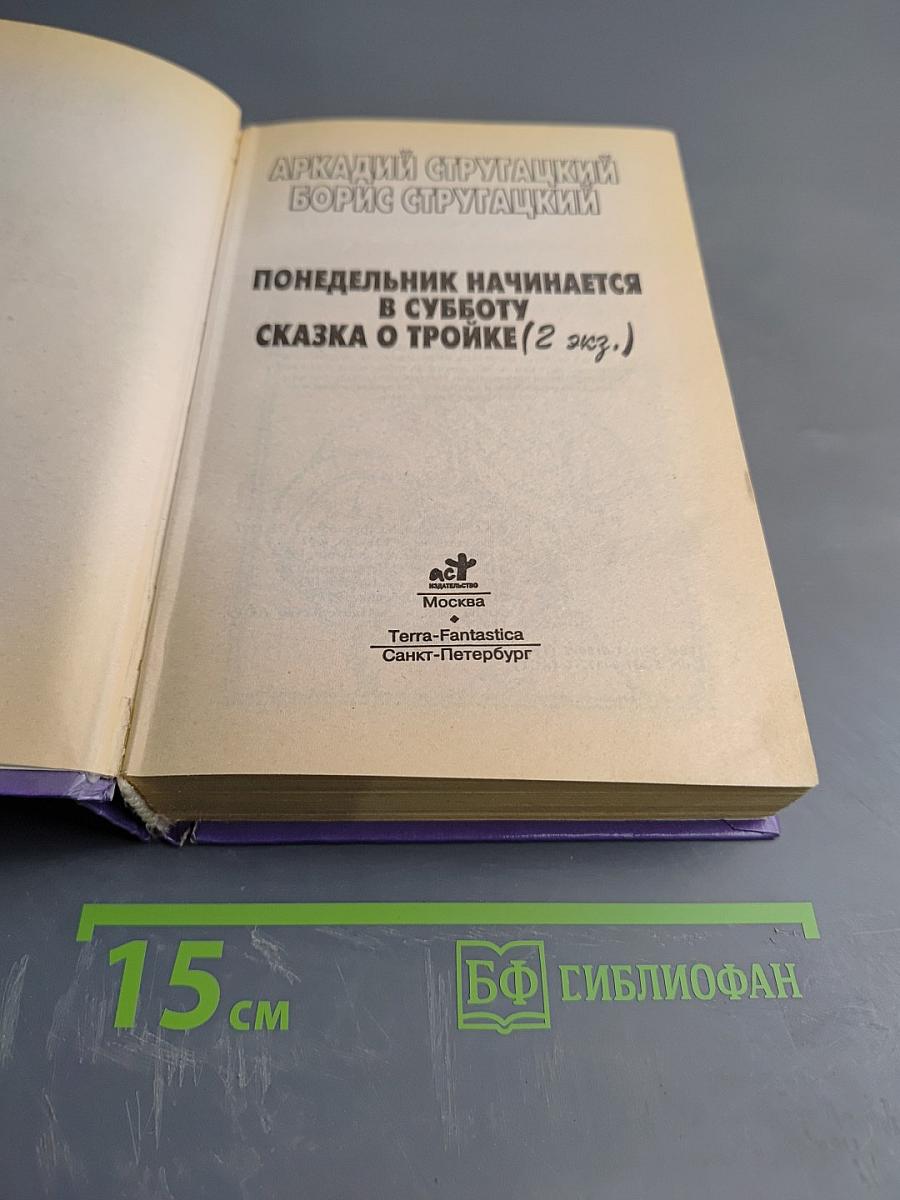 АРКАДИЙ СТРУГАЦКИЙ
БОРИС СТРУГАЦКИЙ
ПОНЕДЕЛЬНИК НАЧИНАЕТСЯ
В СУББОТУ
СКАЗКА О ТРОЙКЕ (2 экз.)
аст
ИЗДАТЕЛЬСТВО
Москва
Terra-Fantastica
Санкт-Петербург
15 см
БФ БИБЛИОФАН